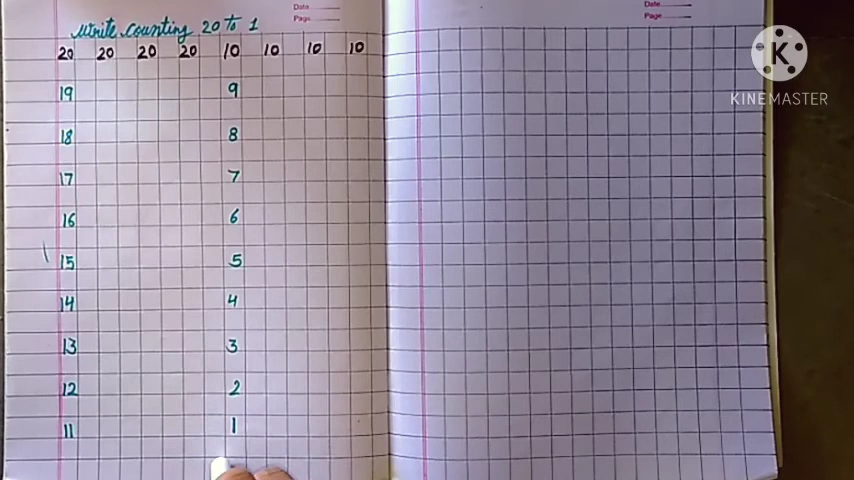 Date
Page
Date
Page
Write counting 20 to 1
20 20 20 20 10 10 10 10
19 9
18 8
17 7
16 6
15 5
14 4
13 3
12 2
11 1
K
KINEMASTER